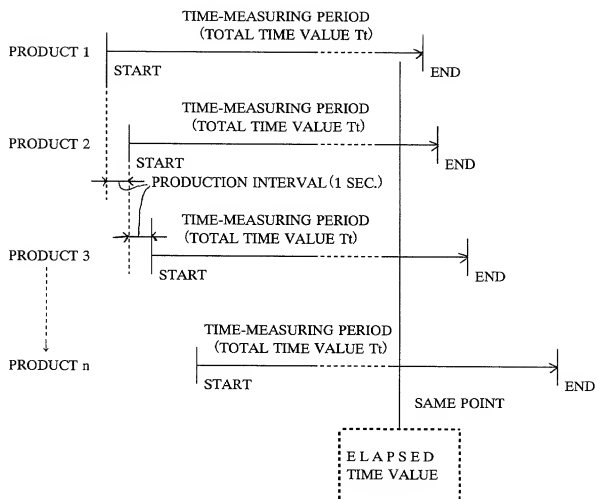 TIME-MEASURING PERIOD
(TOTAL TIME VALUE Tt)
PRODUCT 1
START
END
TIME-MEASURING PERIOD
(TOTAL TIME VALUE Tt)
PRODUCT 2
START
END
PRODUCTION INTERVAL (1 SEC.)
TIME-MEASURING PERIOD
(TOTAL TIME VALUE Tt)
PRODUCT 3
START
END
TIME-MEASURING PERIOD
(TOTAL TIME VALUE Tt)
PRODUCT n
START
END
SAME POINT
ELAPSED
TIME VALUE